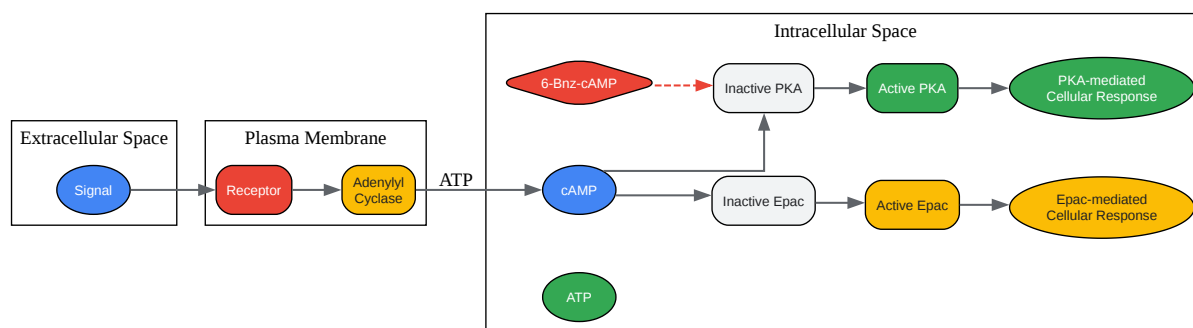 Intracellular Space
6-Bnz-cAMP
Inactive PKA
Active PKA
PKA-mediated
Cellular Response
Extracellular Space
Plasma Membrane
Signal
Receptor
Adenylyl
Cyclase
ATP
cAMP
Inactive Epac
Active Epac
Epac-mediated
Cellular Response
ATP